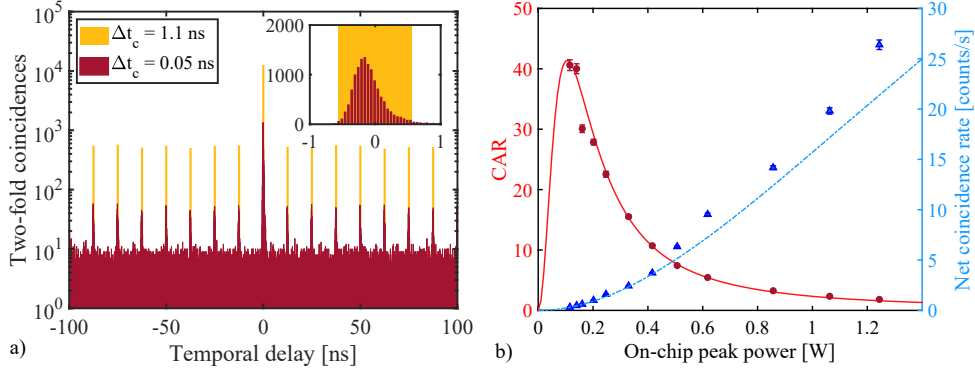 10^5
10^4
10^3
10^2
10^1
10^0
Two-fold coincidences
Δt_c = 1.1 ns
Δt_c = 0.05 ns
2000
1000
0
-1 0 1
-100 -50 0 50 100
Temporal delay [ns]
a)
CAR
50
40
30
20
10
0
0 0.2 0.4 0.6 0.8 1 1.2
On-chip peak power [W]
30
25
20
15
10
5
0
Net coincidence rate [counts/s]
b)